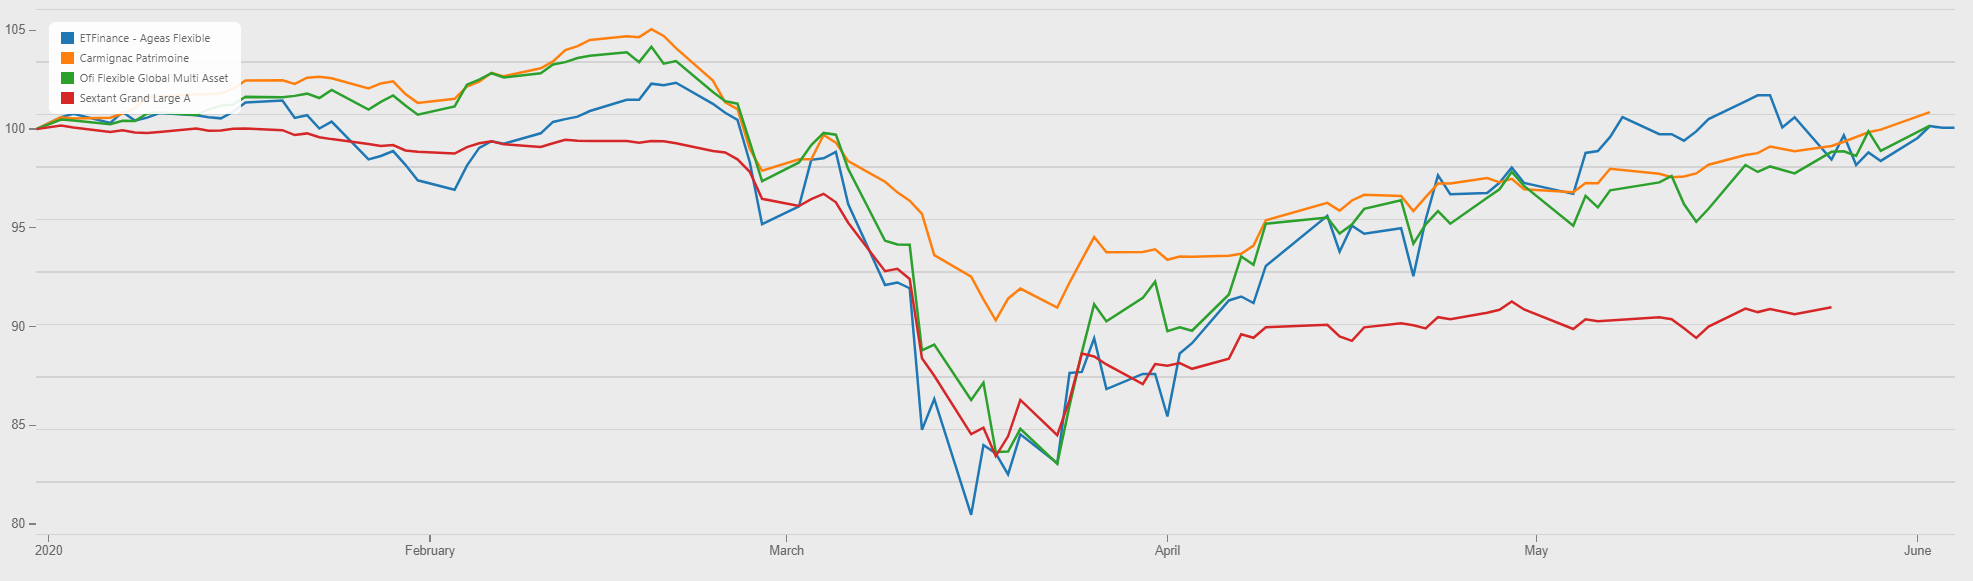 105
ETFinance - Ageas Flexible
Carmignac Patrimoine
Ofi Flexible Global Multi Asset
Sextant Grand Large A
100
95
90
85
80
2020 February March April May June